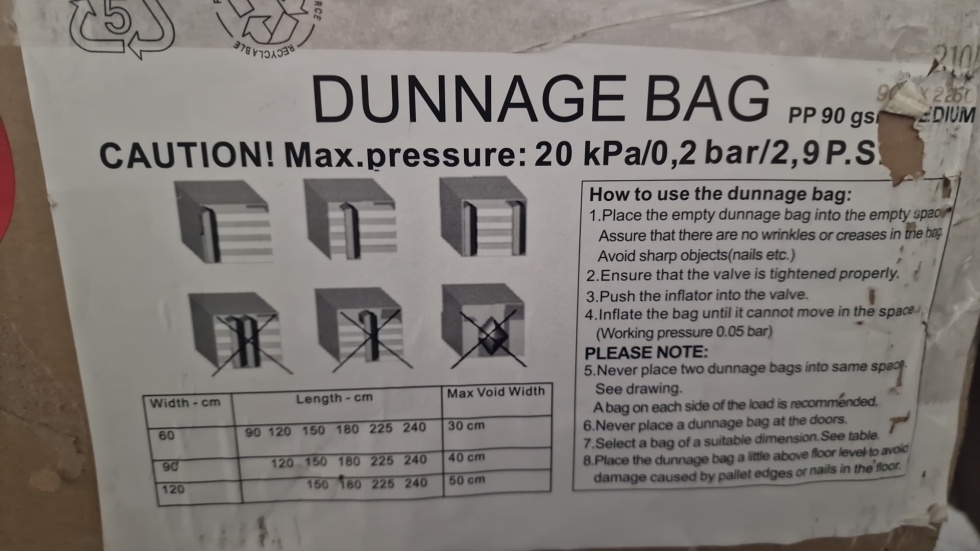 5
RECYCLABLE
DUNNAGE BAG PP 90
CAUTION! Max.pressure: 20 kPa/0,2 bar/2,9 P.S
How to use the dunnage bag:
1.Place the empty dunnage bag into the empty
Assure that there are no wrinkles or creases in the bag
Avoid sharp objects(nails etc.)
2.Ensure that the valve is tightened properly.
3.Push the inflator into the valve.
4.Inflate the bag until it cannot move in the space.
(Working pressure 0.05 bar)
PLEASE NOTE:
5.Never place two dunnage bags into same space.
See drawing.
A bag on each side of the load is recommended.
6.Never place a dunnage bag at the doors.
7.Select a bag of a suitable dimension.See table.
8.Place the dunnage bag a little above floor level to avoid
damage caused by pallet edges or nails in the floor.
Width - cm Length - cm Max Void Width
60 90 120 150 180 225 240 30 cm
90 120 150 180 225 240 40 cm
120 150 180 225 240 50 cm